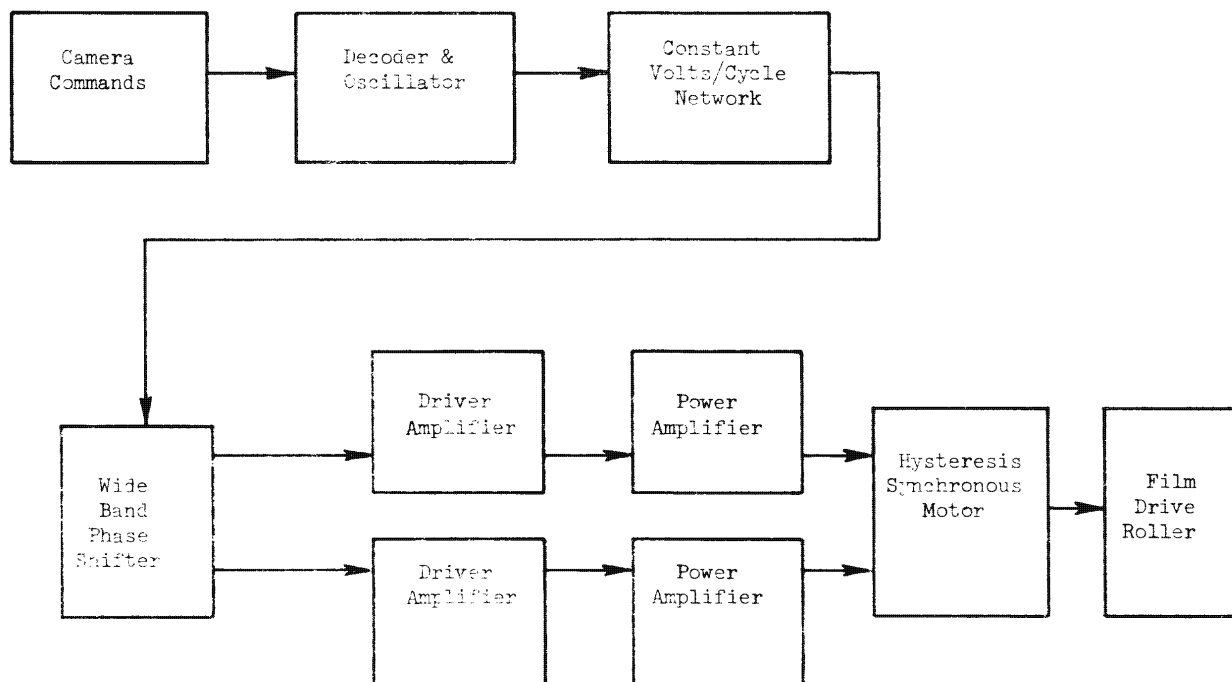 Camera
Commands
Decoder &
Oscillator
Constant
Volts/Cycle
Network
Wide
Band
Phase
Shifter
Driver
Amplifier
Power
Amplifier
Driver
Amplifier
Power
Amplifier
Hysteresis
Synchronous
Motor
Film
Drive
Roller